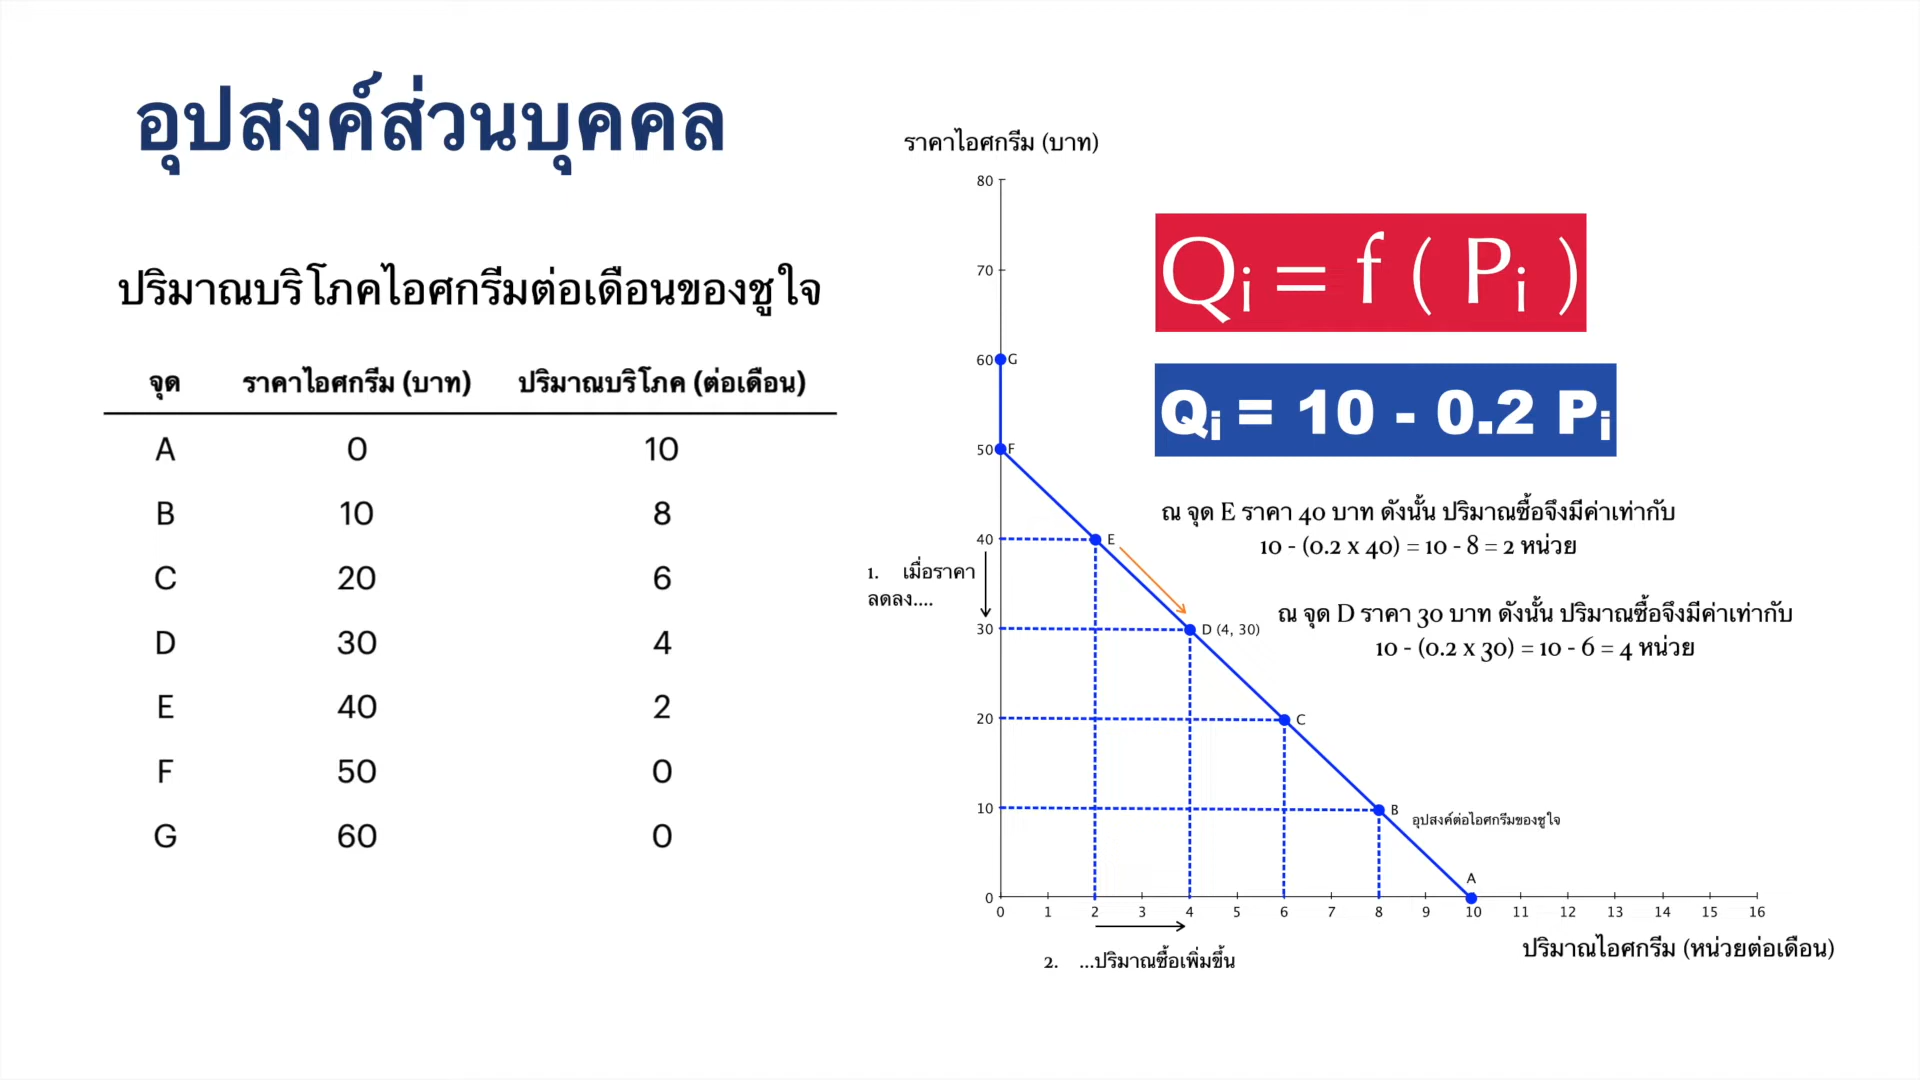 อุปสงค์ส่วนบุคคล
ปริมาณบริโภคไอศกรีมต่อเดือนของชูใจ
จุด ราคาไอศกรีม (บาท) ปริมาณบริโภค (ต่อเดือน)
A 0 10
B 10 8
C 20 6
D 30 4
E 40 2
F 50 0
G 60 0
ราคาไอศกรีม (บาท)
80
70
60 G
50 F
40 E
30 D (4, 30)
20 C
10 B
อุปสงค์ต่อไอศกรีมของชูใจ
A
0
0 1 2 3 4 5 6 7 8 9 10 11 12 13 14 15 16
ปริมาณไอศกรีม (หน่วยต่อเดือน)
1. เมื่อราคา
ลดลง....
2. ...ปริมาณซื้อเพิ่มขึ้น
Qi = f ( Pi )
Qi = 10 - 0.2 Pi
ณ จุด E ราคา 40 บาท ดังนั้น ปริมาณซื้อจึงมีค่าเท่ากับ
10 - (0.2 x 40) = 10 - 8 = 2 หน่วย
ณ จุด D ราคา 30 บาท ดังนั้น ปริมาณซื้อจึงมีค่าเท่ากับ
10 - (0.2 x 30) = 10 - 6 = 4 หน่วย